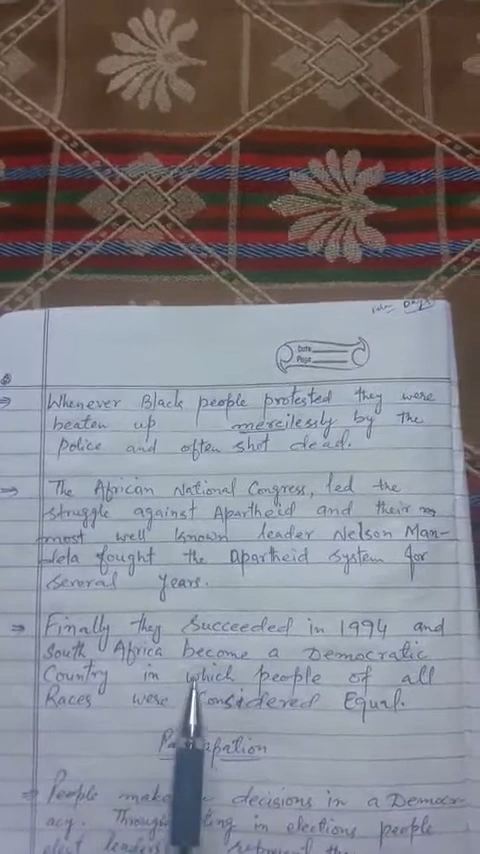 Day
Date
Page
⇒ Whenever Black people protested they were
beaten up mercilessly by the
police and often shot dead.
⇒ The African National Congress, led the
struggle against Apartheid and their
most well known leader Nelson Man-
dela fought the apartheid system for
several years.
⇒ Finally they Succeeded in 1994 and
South Africa become a Democratic
Country in which people of all
Races were Considered Equal.
⇒ People decisions in a Democr
acy. in elections people
elect leaders